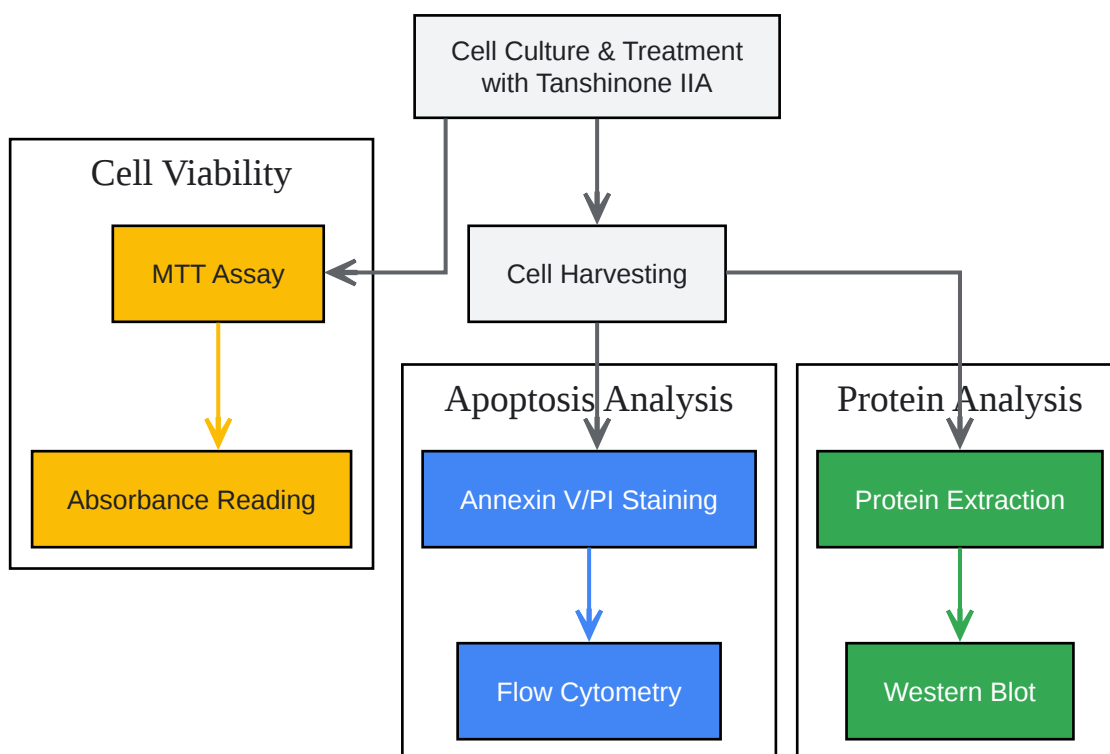 Cell Culture & Treatment
with Tanshinone IIA
Cell Viability
MTT Assay
Cell Harvesting
Apoptosis Analysis
Protein Analysis
Absorbance Reading
Annexin V/PI Staining
Protein Extraction
Flow Cytometry
Western Blot